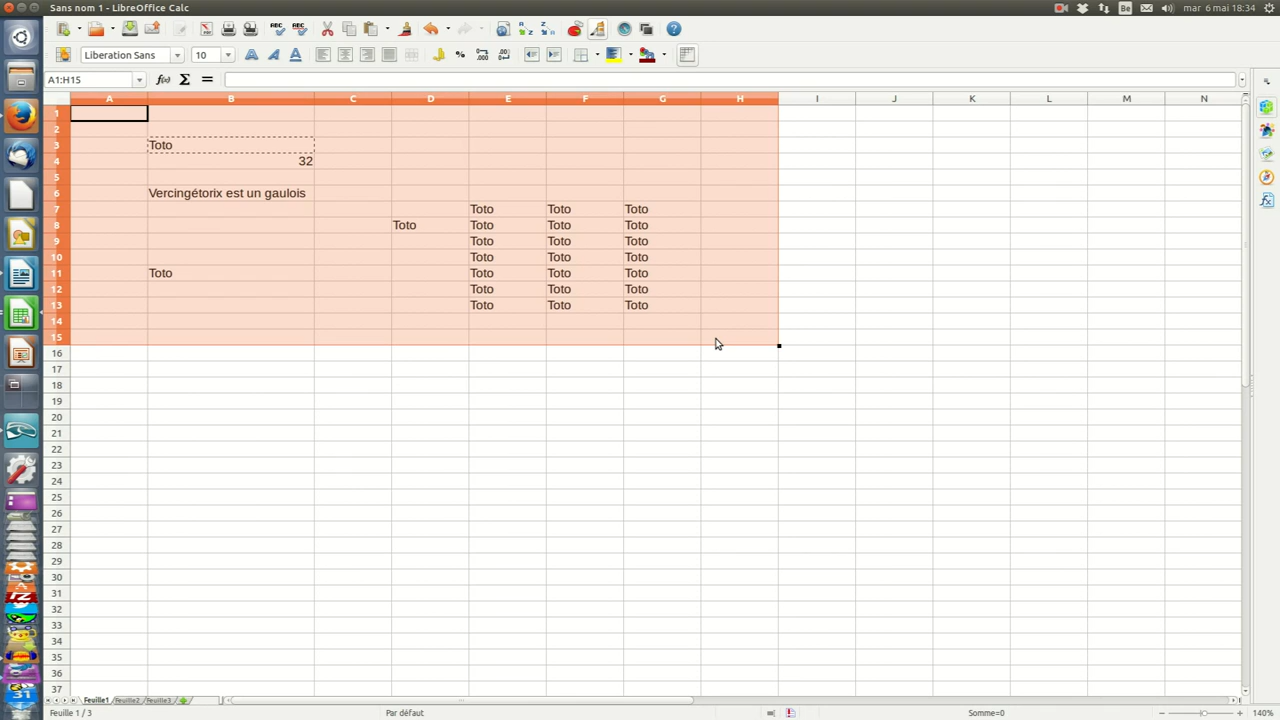 Sans nom 1 - LibreOffice Calc
Be
mar 6 mai 18:34
Liberation Sans
10
A1:H15
A B C D E F G H I J K L M N
1
2
3 Toto
4 32
5
6 Vercingétorix est un gaulois
7 Toto Toto Toto
8 Toto Toto Toto Toto
9 Toto Toto Toto
10 Toto Toto Toto
11 Toto Toto Toto Toto
12 Toto Toto Toto
13 Toto Toto Toto
14
15
16
17
18
19
20
21
22
23
24
25
26
27
28
29
30
31
32
33
34
35
36
37
31
Feuille1 Feuille2 Feuille3
Feuille 1 / 3 Par défaut Somme=0 140%